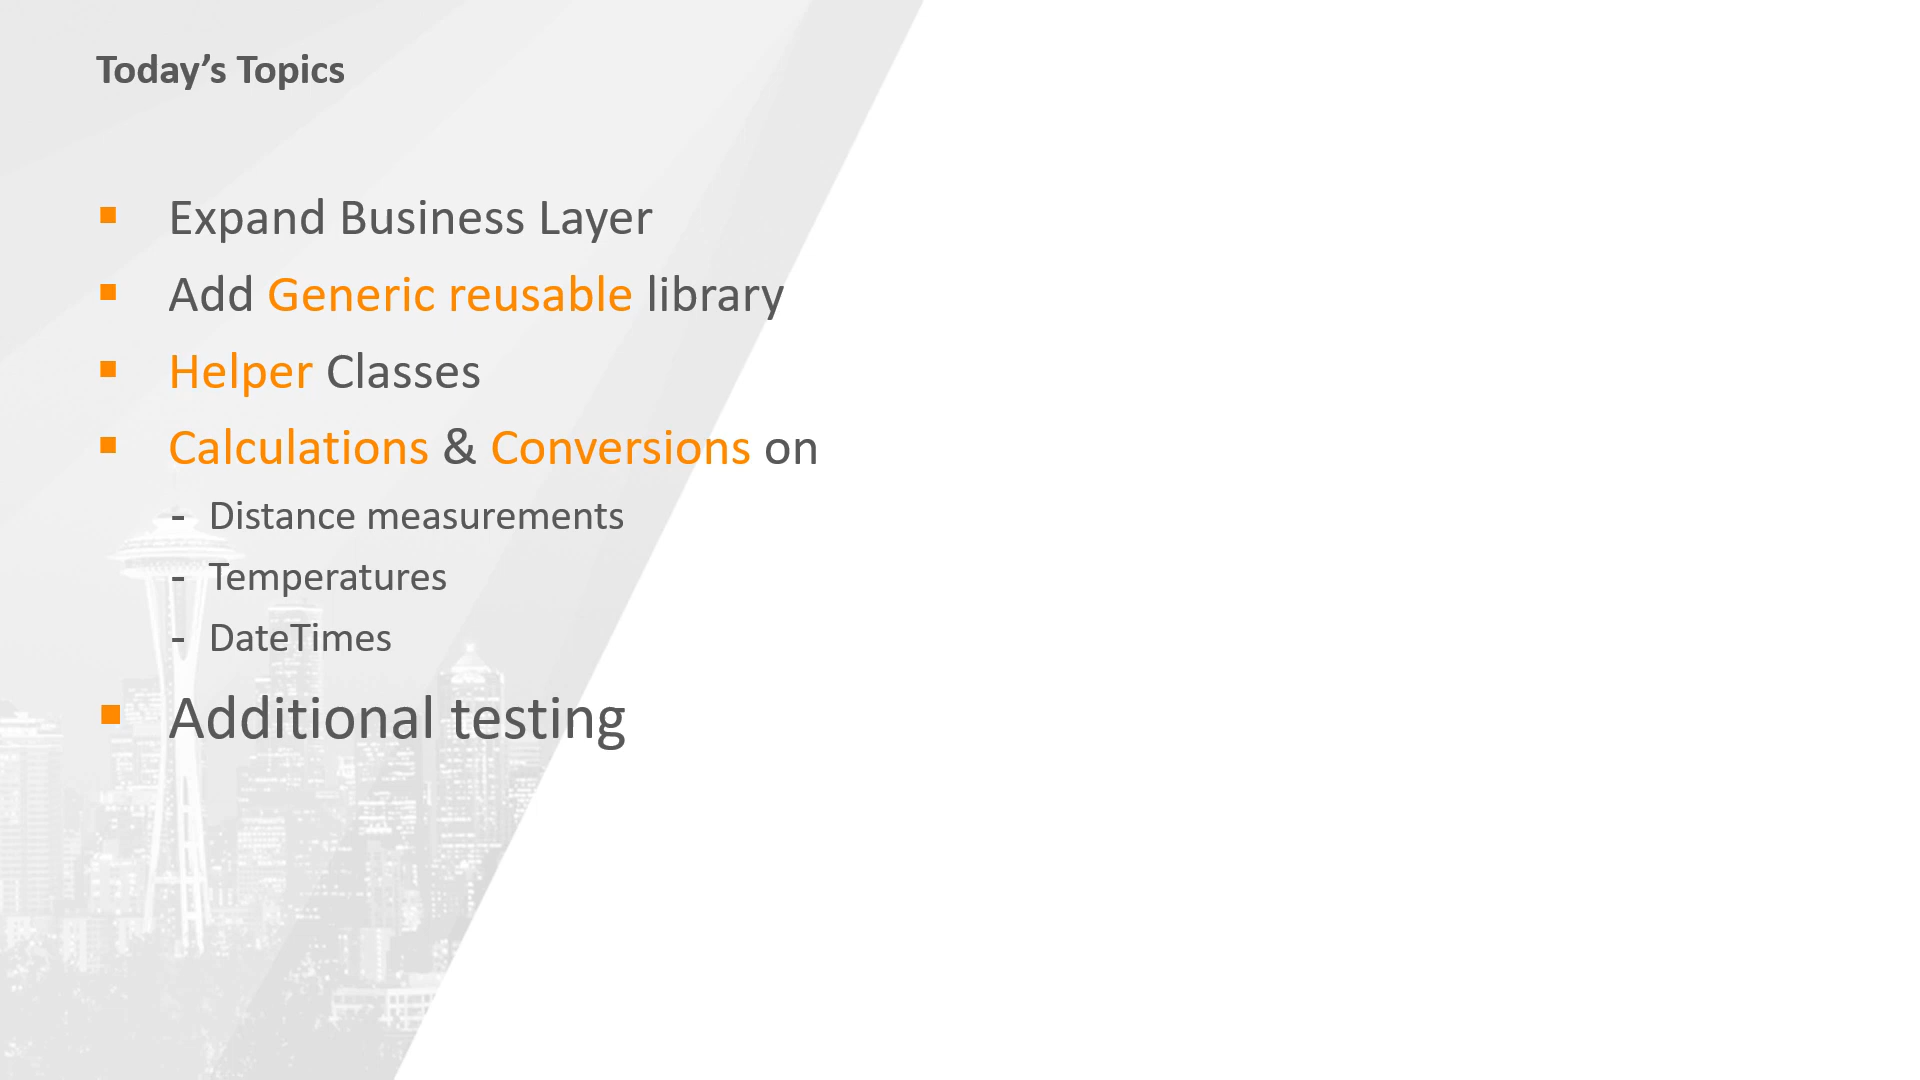 Today’s Topics
▪ Expand Business Layer
▪ Add Generic reusable library
▪ Helper Classes
▪ Calculations & Conversions on
- Distance measurements
- Temperatures
- DateTimes
▪ Additional testing